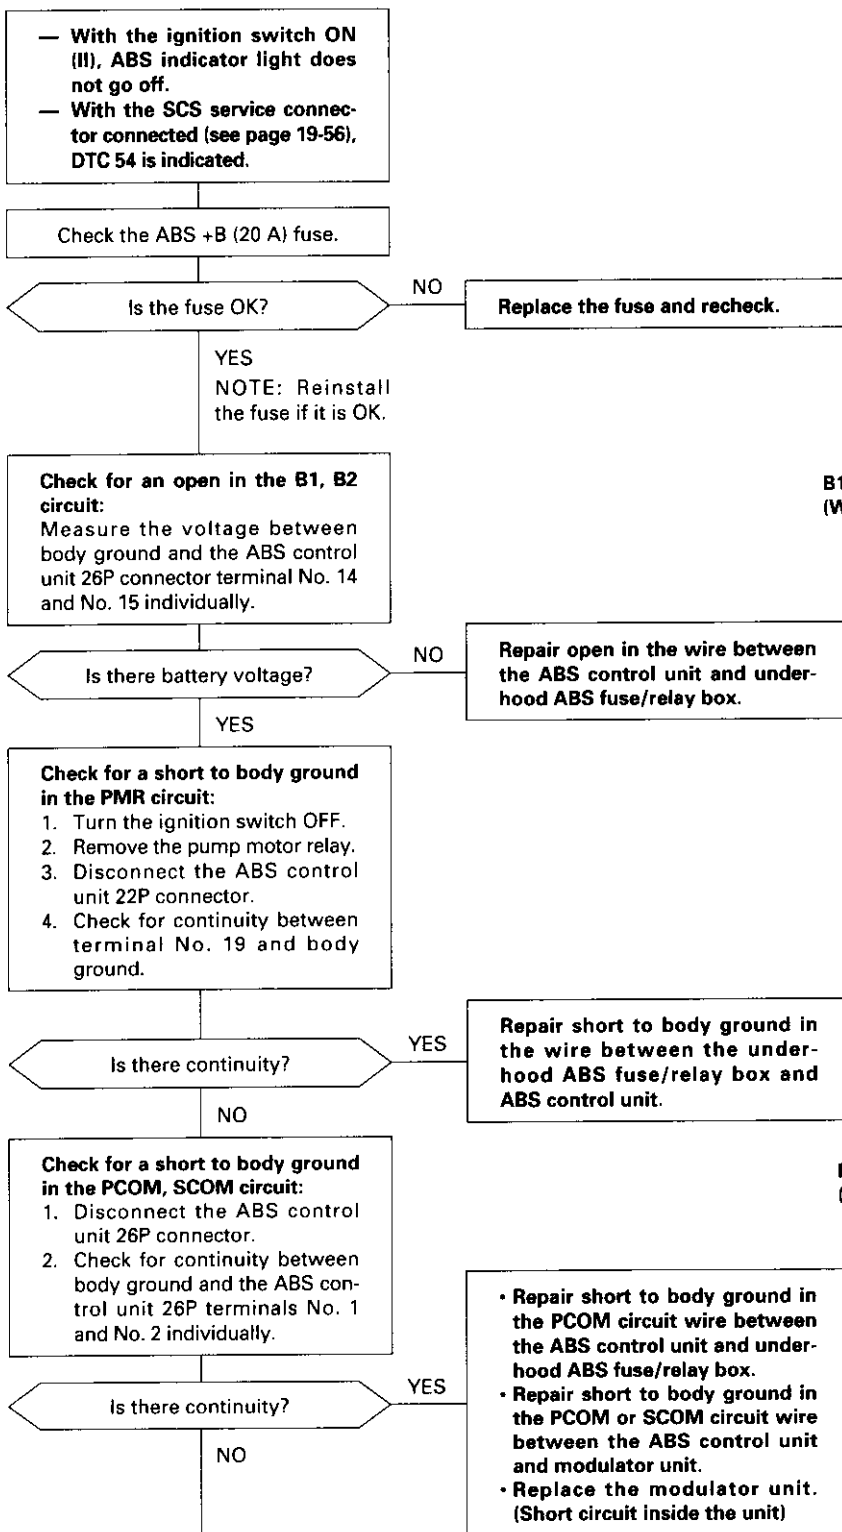 — With the ignition switch ON
(II), ABS indicator light does
not go off.
— With the SCS service connec-
tor connected (see page 19-56),
DTC 54 is indicated.
Check the ABS +B (20 A) fuse.
Is the fuse OK?
NO
Replace the fuse and recheck.
YES
NOTE: Reinstall
the fuse if it is OK.
Check for an open in the B1, B2
circuit:
Measure the voltage between
body ground and the ABS control
unit 26P connector terminal No. 14
and No. 15 individually.
B1
(W
Is there battery voltage?
NO
Repair open in the wire between
the ABS control unit and under-
hood ABS fuse/relay box.
YES
Check for a short to body ground
in the PMR circuit:
1. Turn the ignition switch OFF.
2. Remove the pump motor relay.
3. Disconnect the ABS control
unit 22P connector.
4. Check for continuity between
terminal No. 19 and body
ground.
Is there continuity?
YES
Repair short to body ground in
the wire between the under-
hood ABS fuse/relay box and
ABS control unit.
NO
Check for a short to body ground
in the PCOM, SCOM circuit:
1. Disconnect the ABS control
unit 26P connector.
2. Check for continuity between
body ground and the ABS con-
trol unit 26P terminals No. 1
and No. 2 individually.
Is there continuity?
YES
• Repair short to body ground in
the PCOM circuit wire between
the ABS control unit and under-
hood ABS fuse/relay box.
• Repair short to body ground in
the PCOM or SCOM circuit wire
between the ABS control unit
and modulator unit.
• Replace the modulator unit.
(Short circuit inside the unit)
NO